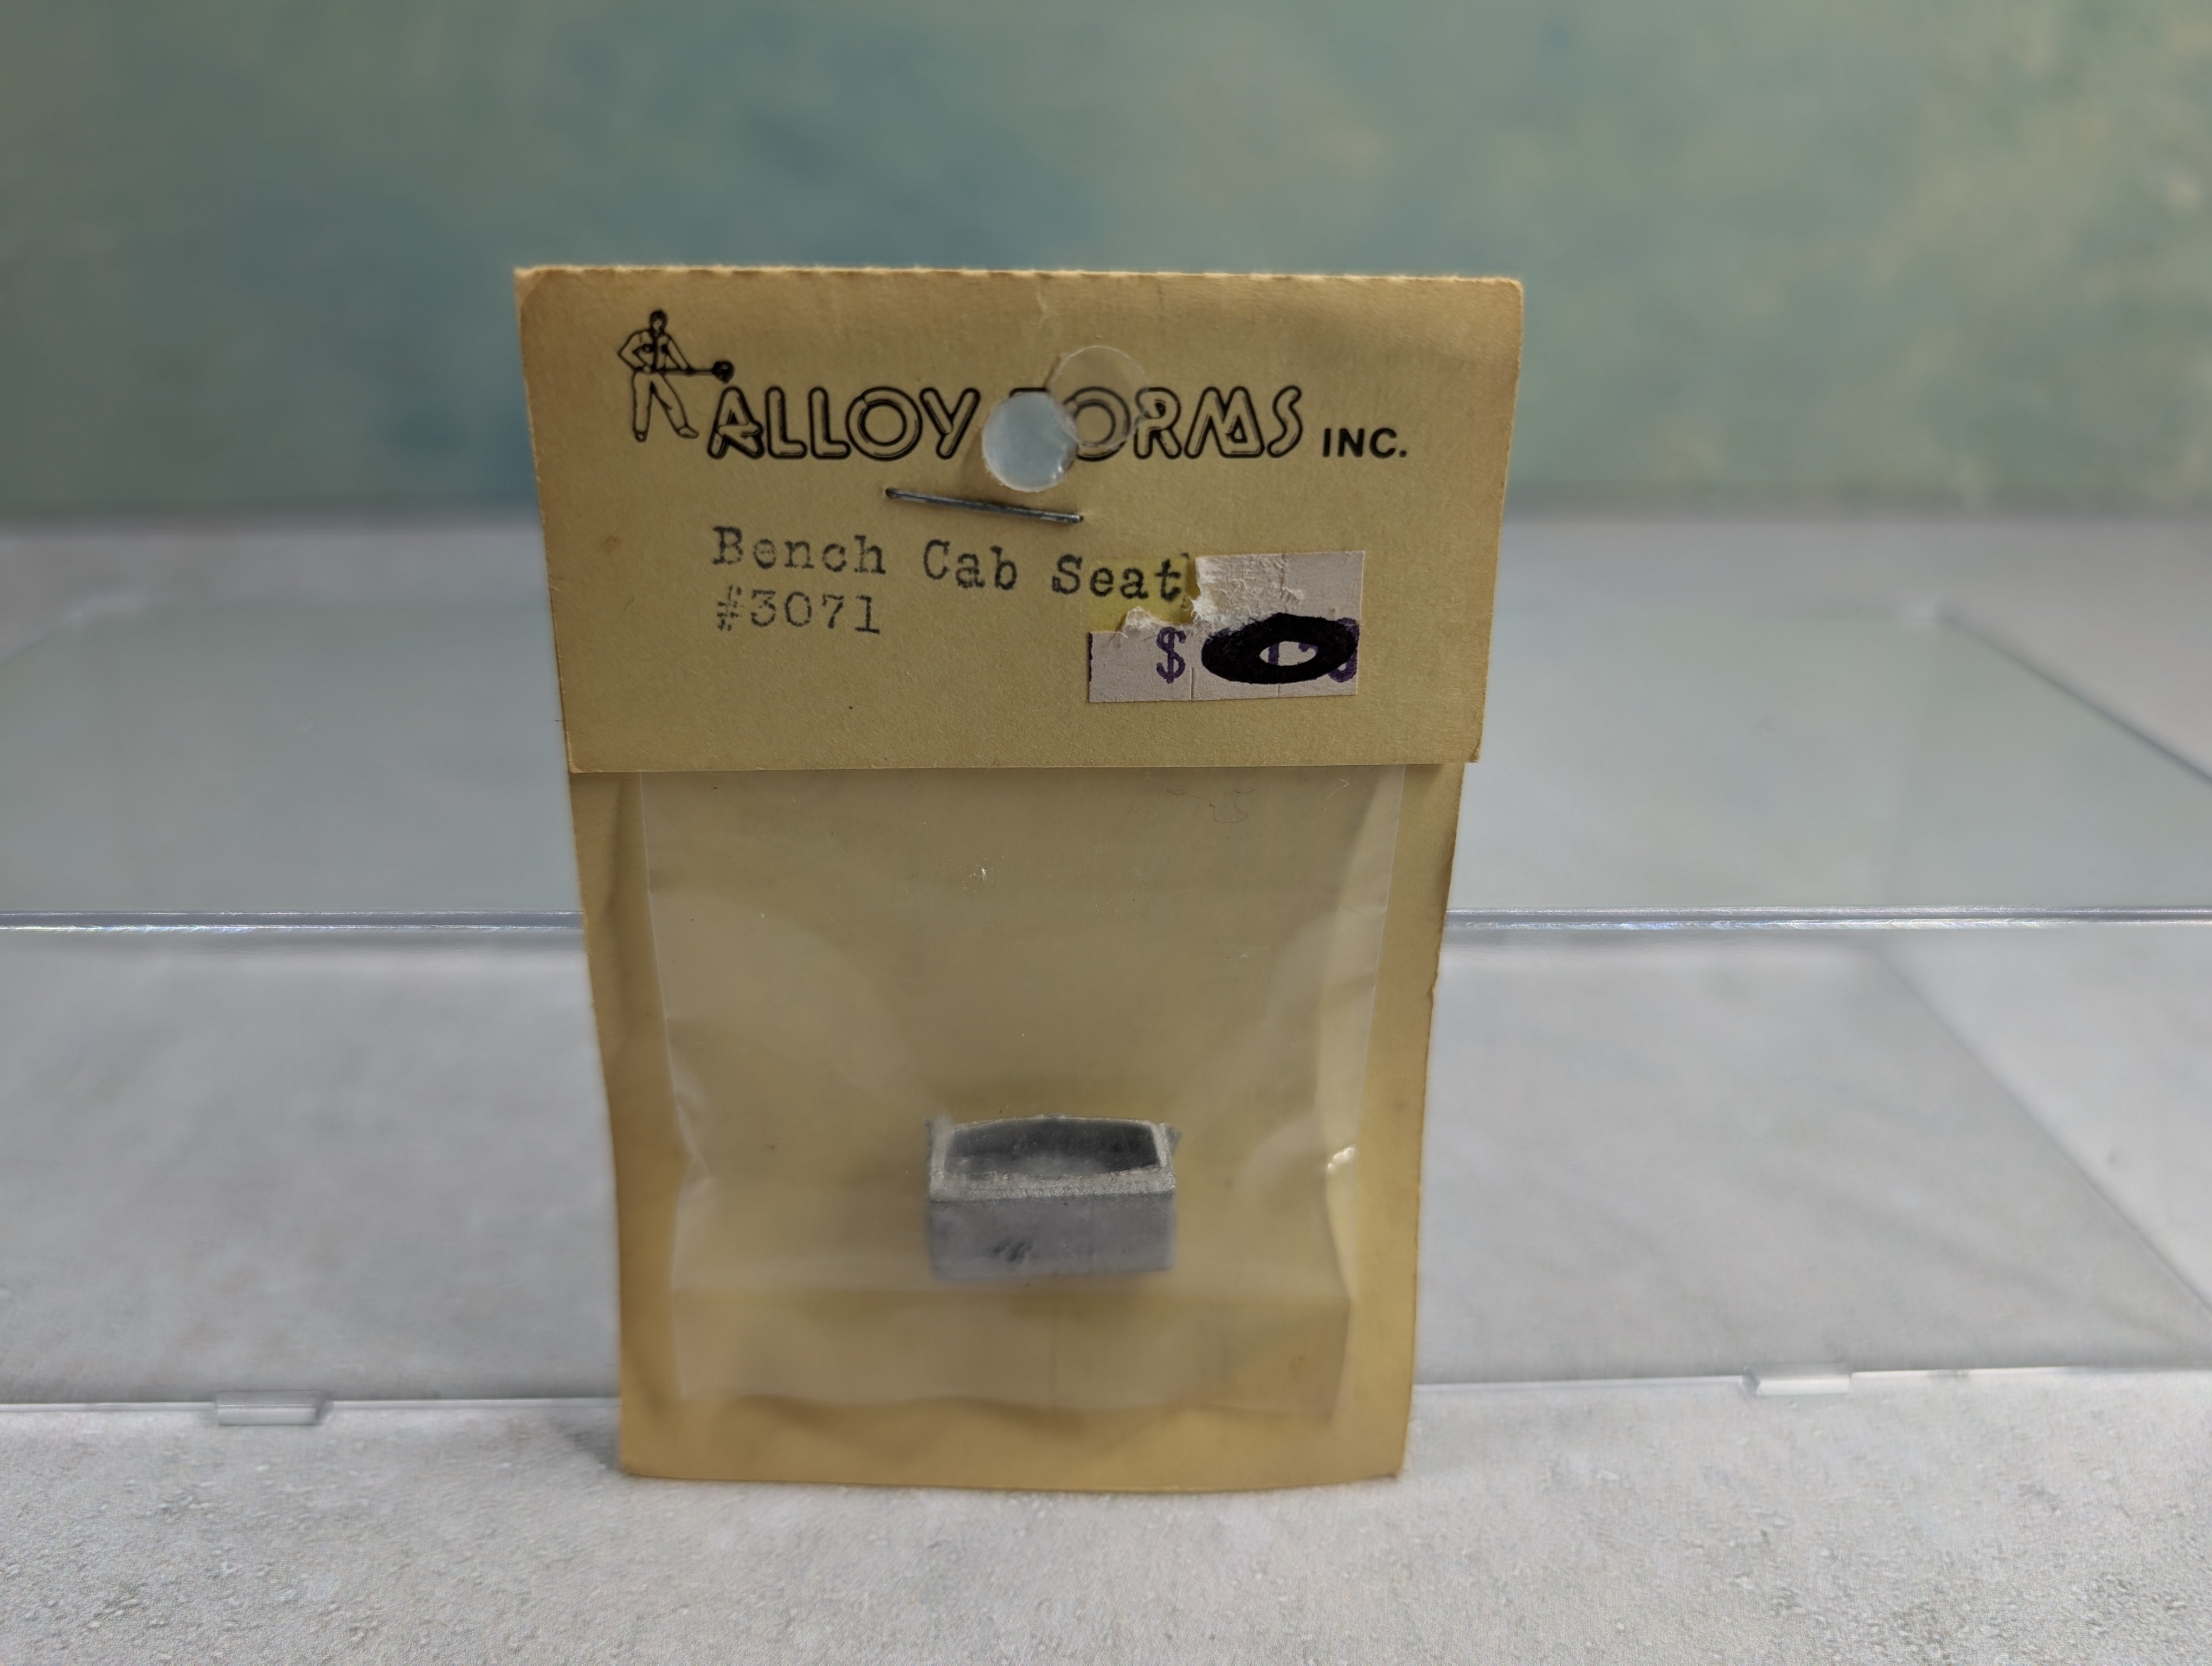 ALLOY FORMS INC.
Bench Cab Seat
#3071
$